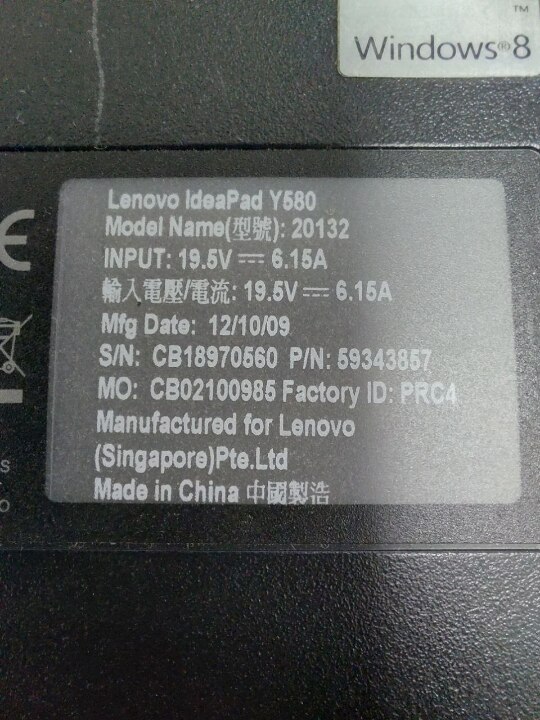 ™
Windows®8
Lenovo IdeaPad Y580
Model Name(型號): 20132
INPUT: 19.5V ⎓ 6.15A
輸入電壓/電流: 19.5V ⎓ 6.15A
Mfg Date: 12/10/09
S/N: CB18970560 P/N: 59343857
MO: CB02100985 Factory ID: PRC4
Manufactured for Lenovo
(Singapore)Pte.Ltd
Made in China 中國製造